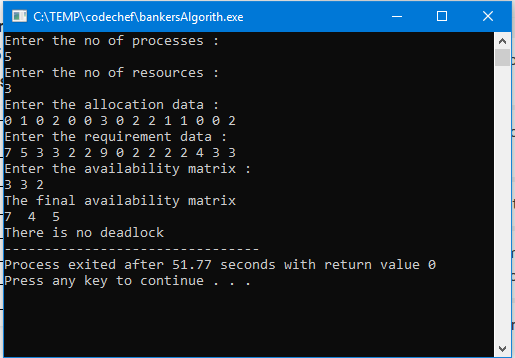 C:\TEMP\codechef\bankersAlgorith.exe
Enter the no of processes :
5
Enter the no of resources :
3
Enter the allocation data :
0 1 0 2 0 0 3 0 2 2 1 1 0 0 2
Enter the requirement data :
7 5 3 3 2 2 9 0 2 2 2 2 4 3 3
Enter the availability matrix :
3 3 2
The final availability matrix
7  4  5
There is no deadlock
--------------------------------
Process exited after 51.77 seconds with return value 0
Press any key to continue . . .